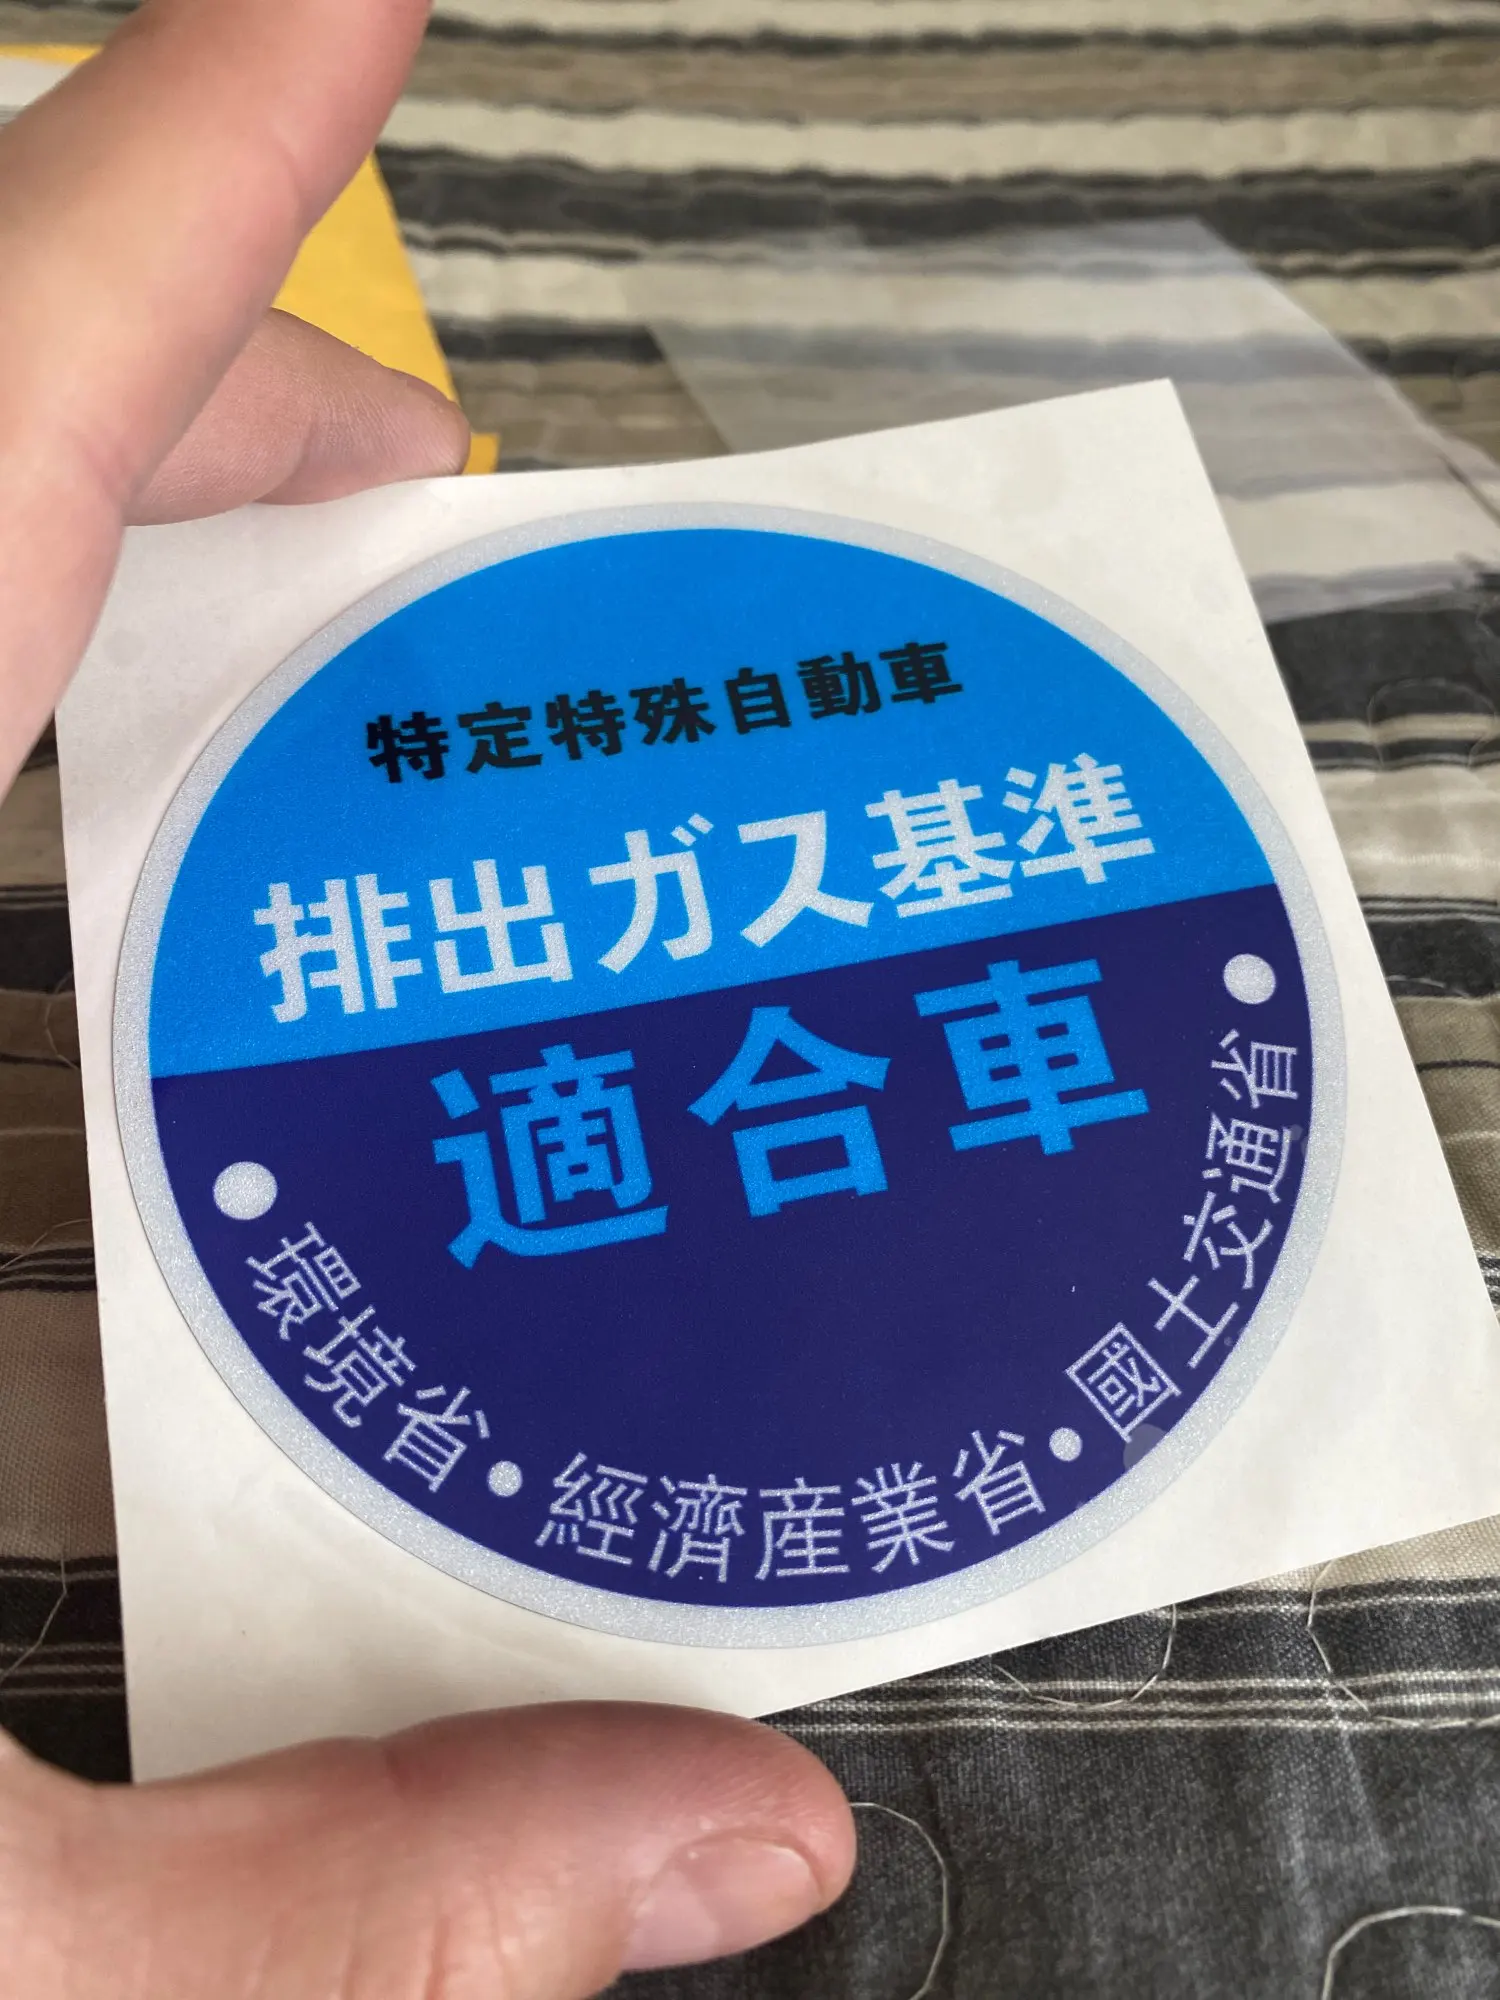 特定特殊自動車
排出ガス基準
適合車
●環境省●經濟産業省●國土交通省●